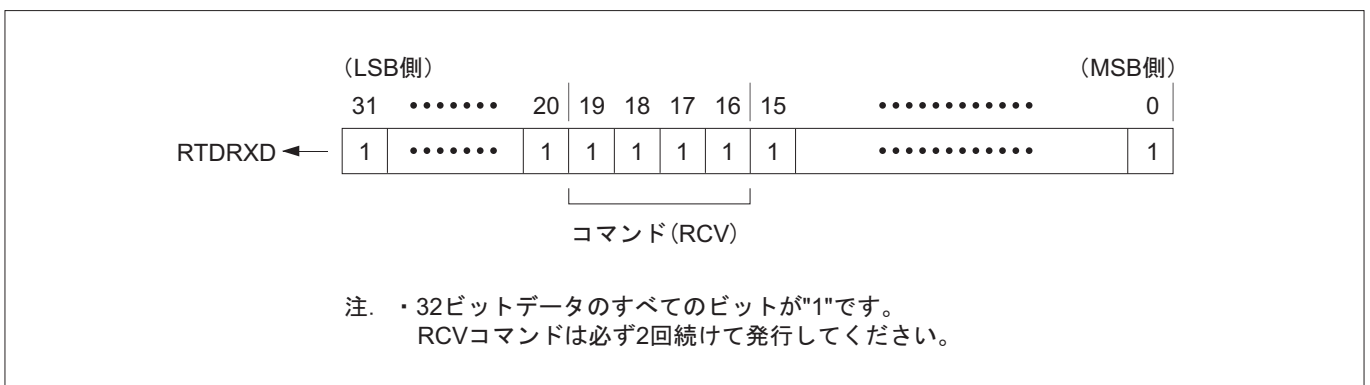 (LSB側) (MSB側)
31 ••••••• 20 19 18 17 16 15 •••••••••••• 0
RTDRXD 1 ••••••• 1 1 1 1 1 1 •••••••••••• 1
コマンド(RCV)
注. ・32ビットデータのすべてのビットが"1"です。
RCVコマンドは必ず2回続けて発行してください。